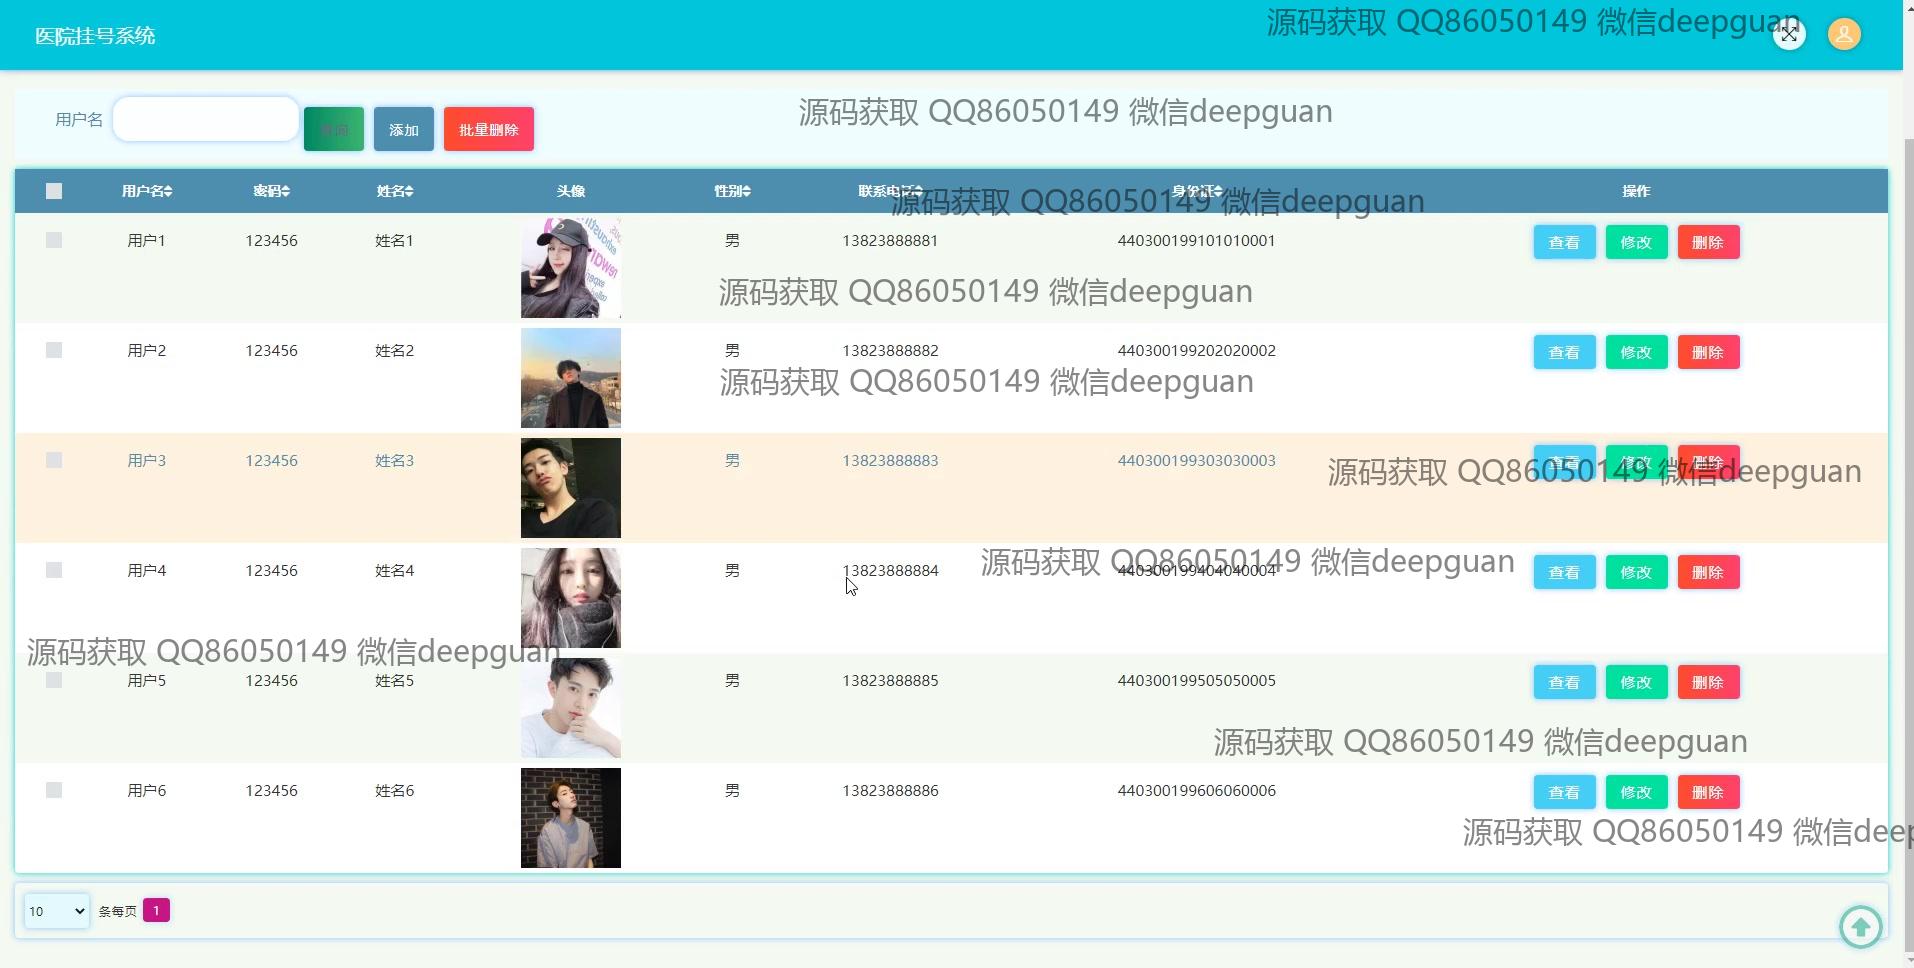 医院挂号系统
源码获取 QQ86050149 微信deepguan
用户名
查询
添加
批量删除
源码获取 QQ86050149 微信deepguan
用户名 密码 姓名 头像 性别 联系电话 身份证 操作
源码获取 QQ86050149 微信deepguan
用户1 123456 姓名1 男 13823888881 440300199101010001 查看 修改 删除
源码获取 QQ86050149 微信deepguan
用户2 123456 姓名2 男 13823888882 440300199202020002 查看 修改 删除
源码获取 QQ86050149 微信deepguan
用户3 123456 姓名3 男 13823888883 440300199303030003 查看 修改 删除
源码获取 QQ86050149 微信deepguan
用户4 123456 姓名4 男 13823888884 440300199404040004 查看 修改 删除
源码获取 QQ86050149 微信deepguan
源码获取 QQ86050149 微信deepguan
用户5 123456 姓名5 男 13823888885 440300199505050005 查看 修改 删除
源码获取 QQ86050149 微信deepguan
用户6 123456 姓名6 男 13823888886 440300199606060006 查看 修改 删除
源码获取 QQ86050149 微信deep
10 条每页 1